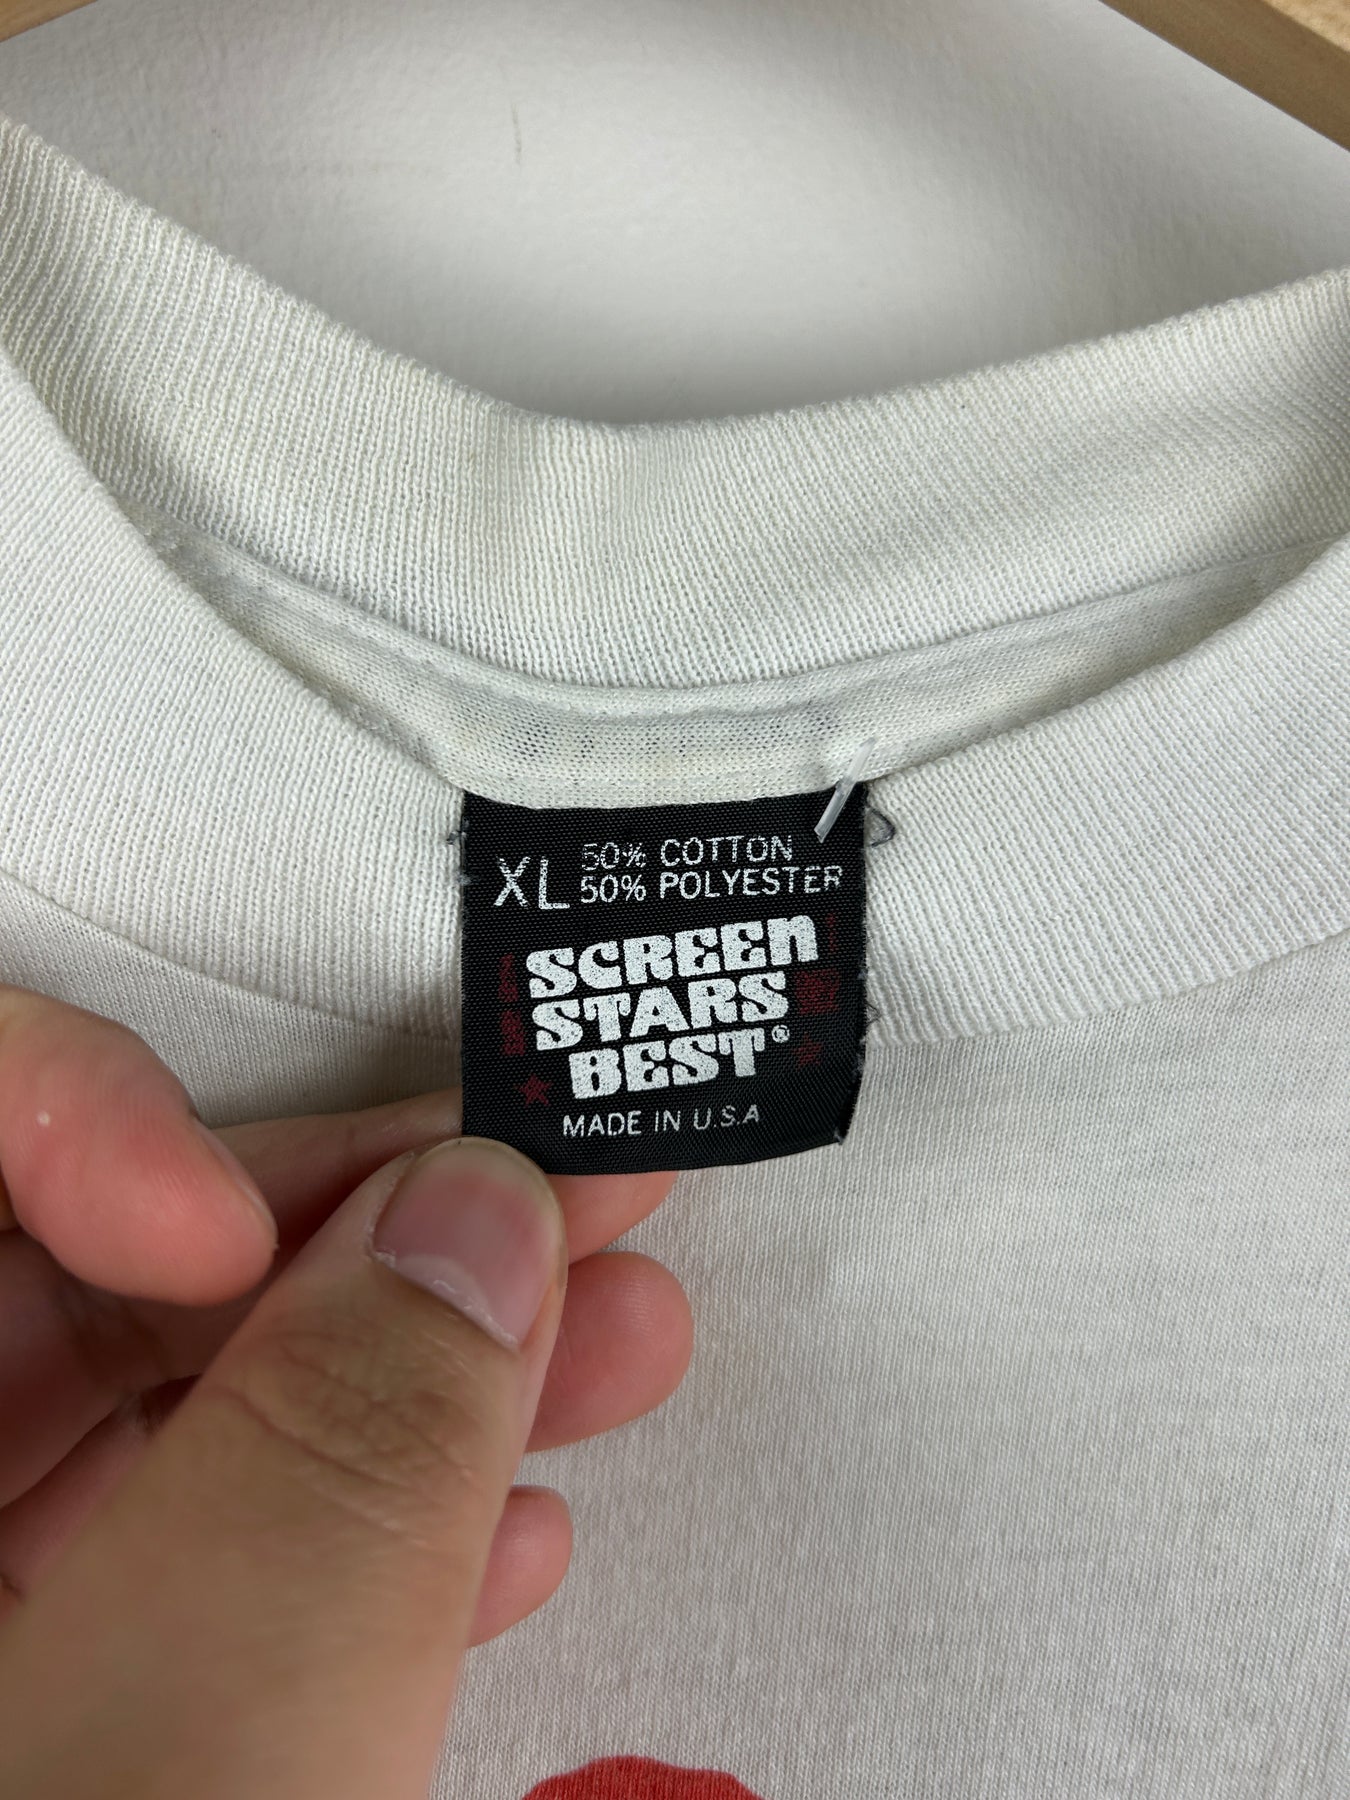 XL 50% COTTON
50% POLYESTER
SCREEN
STARS
BEST®
MADE IN U.S.A